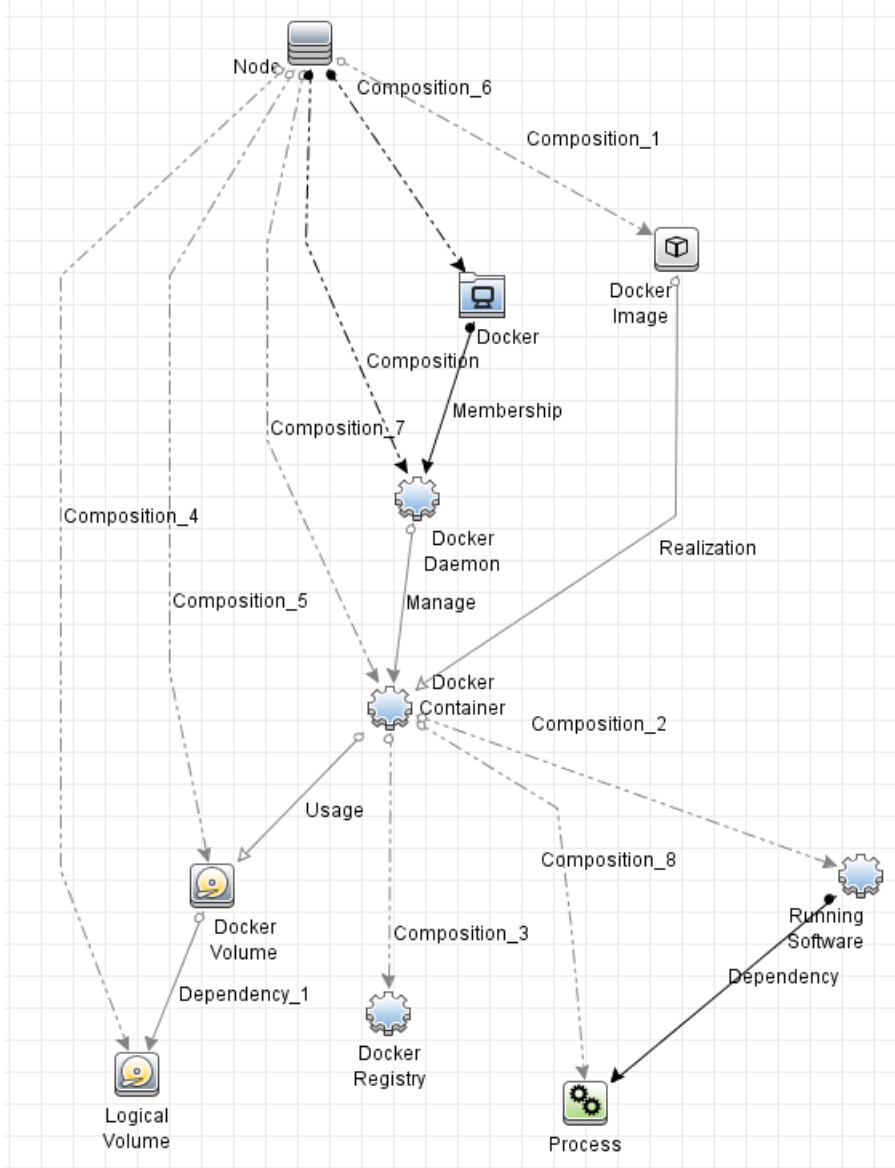 Node
Composition_6
Composition_1
Docker
Image
Docker
Composition
Membership
Composition_7
Composition_4
Docker
Daemon
Realization
Composition_5
Manage
Docker
Container
Composition_2
Usage
Composition_8
Running
Software
Docker
Volume
Composition_3
Dependency
Dependency_1
Docker
Registry
Logical
Volume
Process